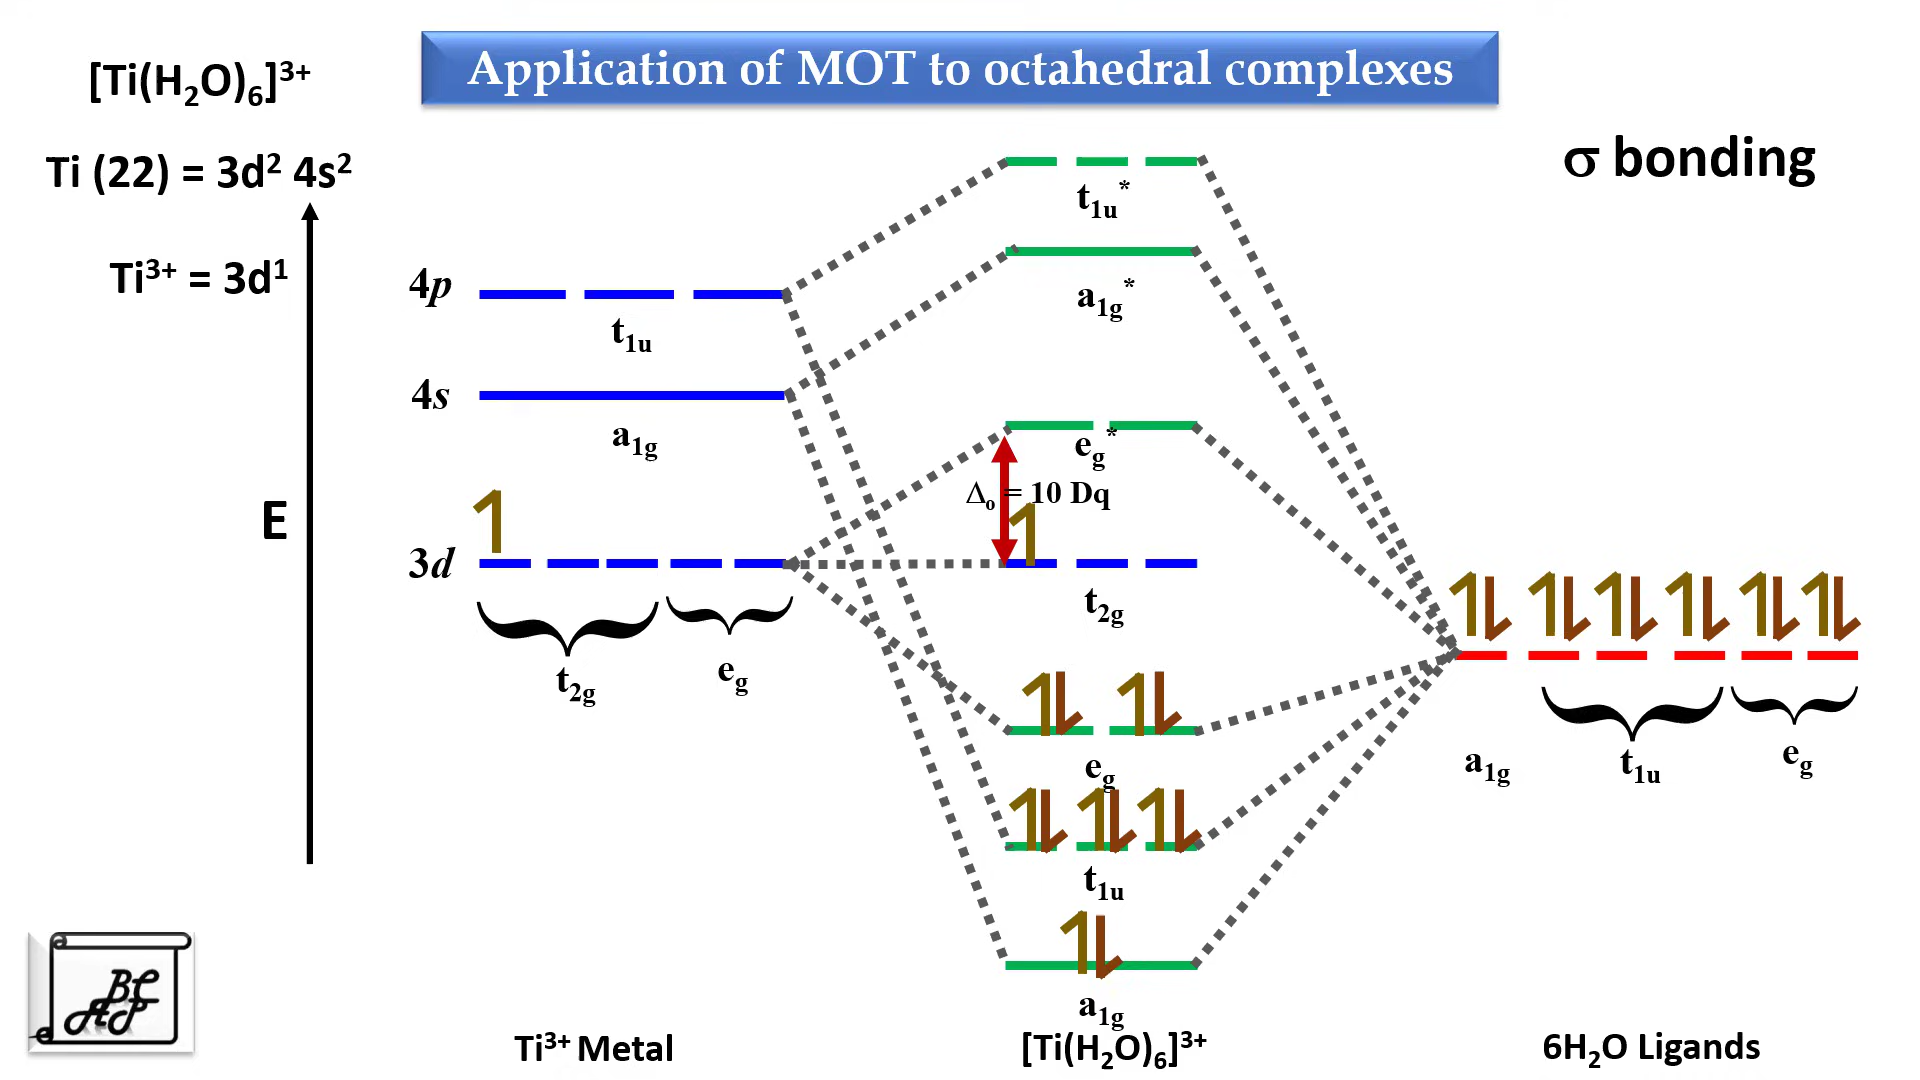 Application of MOT to octahedral complexes
[Ti(H₂O)₆]³⁺
Ti (22) = 3d² 4s²
Ti³⁺ = 3d¹
σ bonding
E
4p
t₁ᵤ
4s
a₁g
3d
t₂g
eg
t₁ᵤ*
a₁g*
eg*
Δₒ = 10 Dq
t₂g
eg
t₁ᵤ
a₁g
a₁g
t₁ᵤ
eg
Ti³⁺ Metal
[Ti(H₂O)₆]³⁺
6H₂O Ligands
ABCP